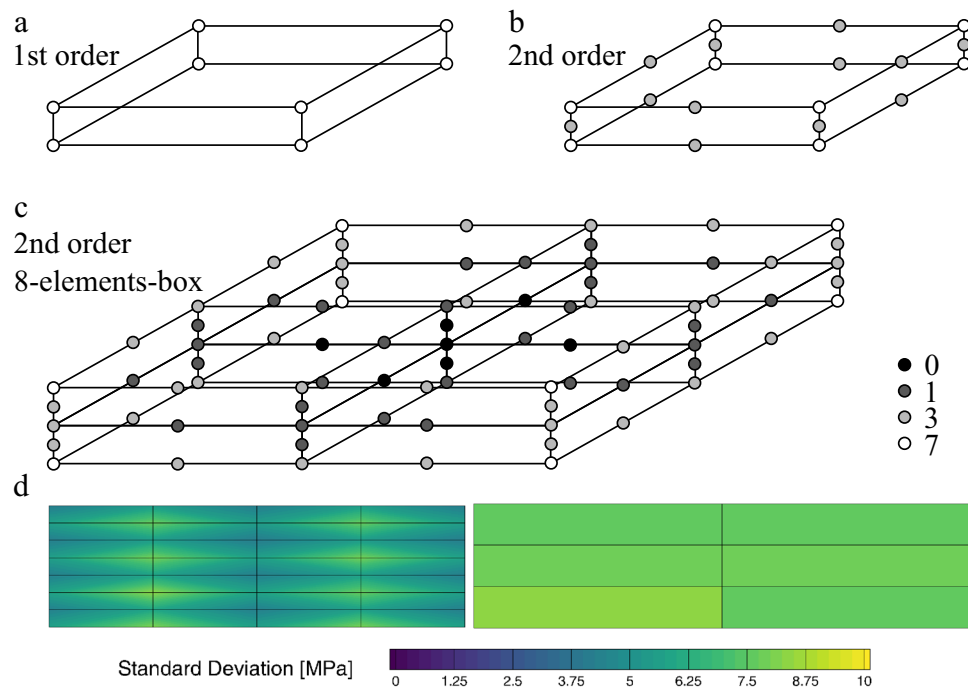 a
1st order
b
2nd order
c
2nd order
8-elements-box
0
1
3
7
d
Standard Deviation [MPa]
0 1.25 2.5 3.75 5 6.25 7.5 8.75 10